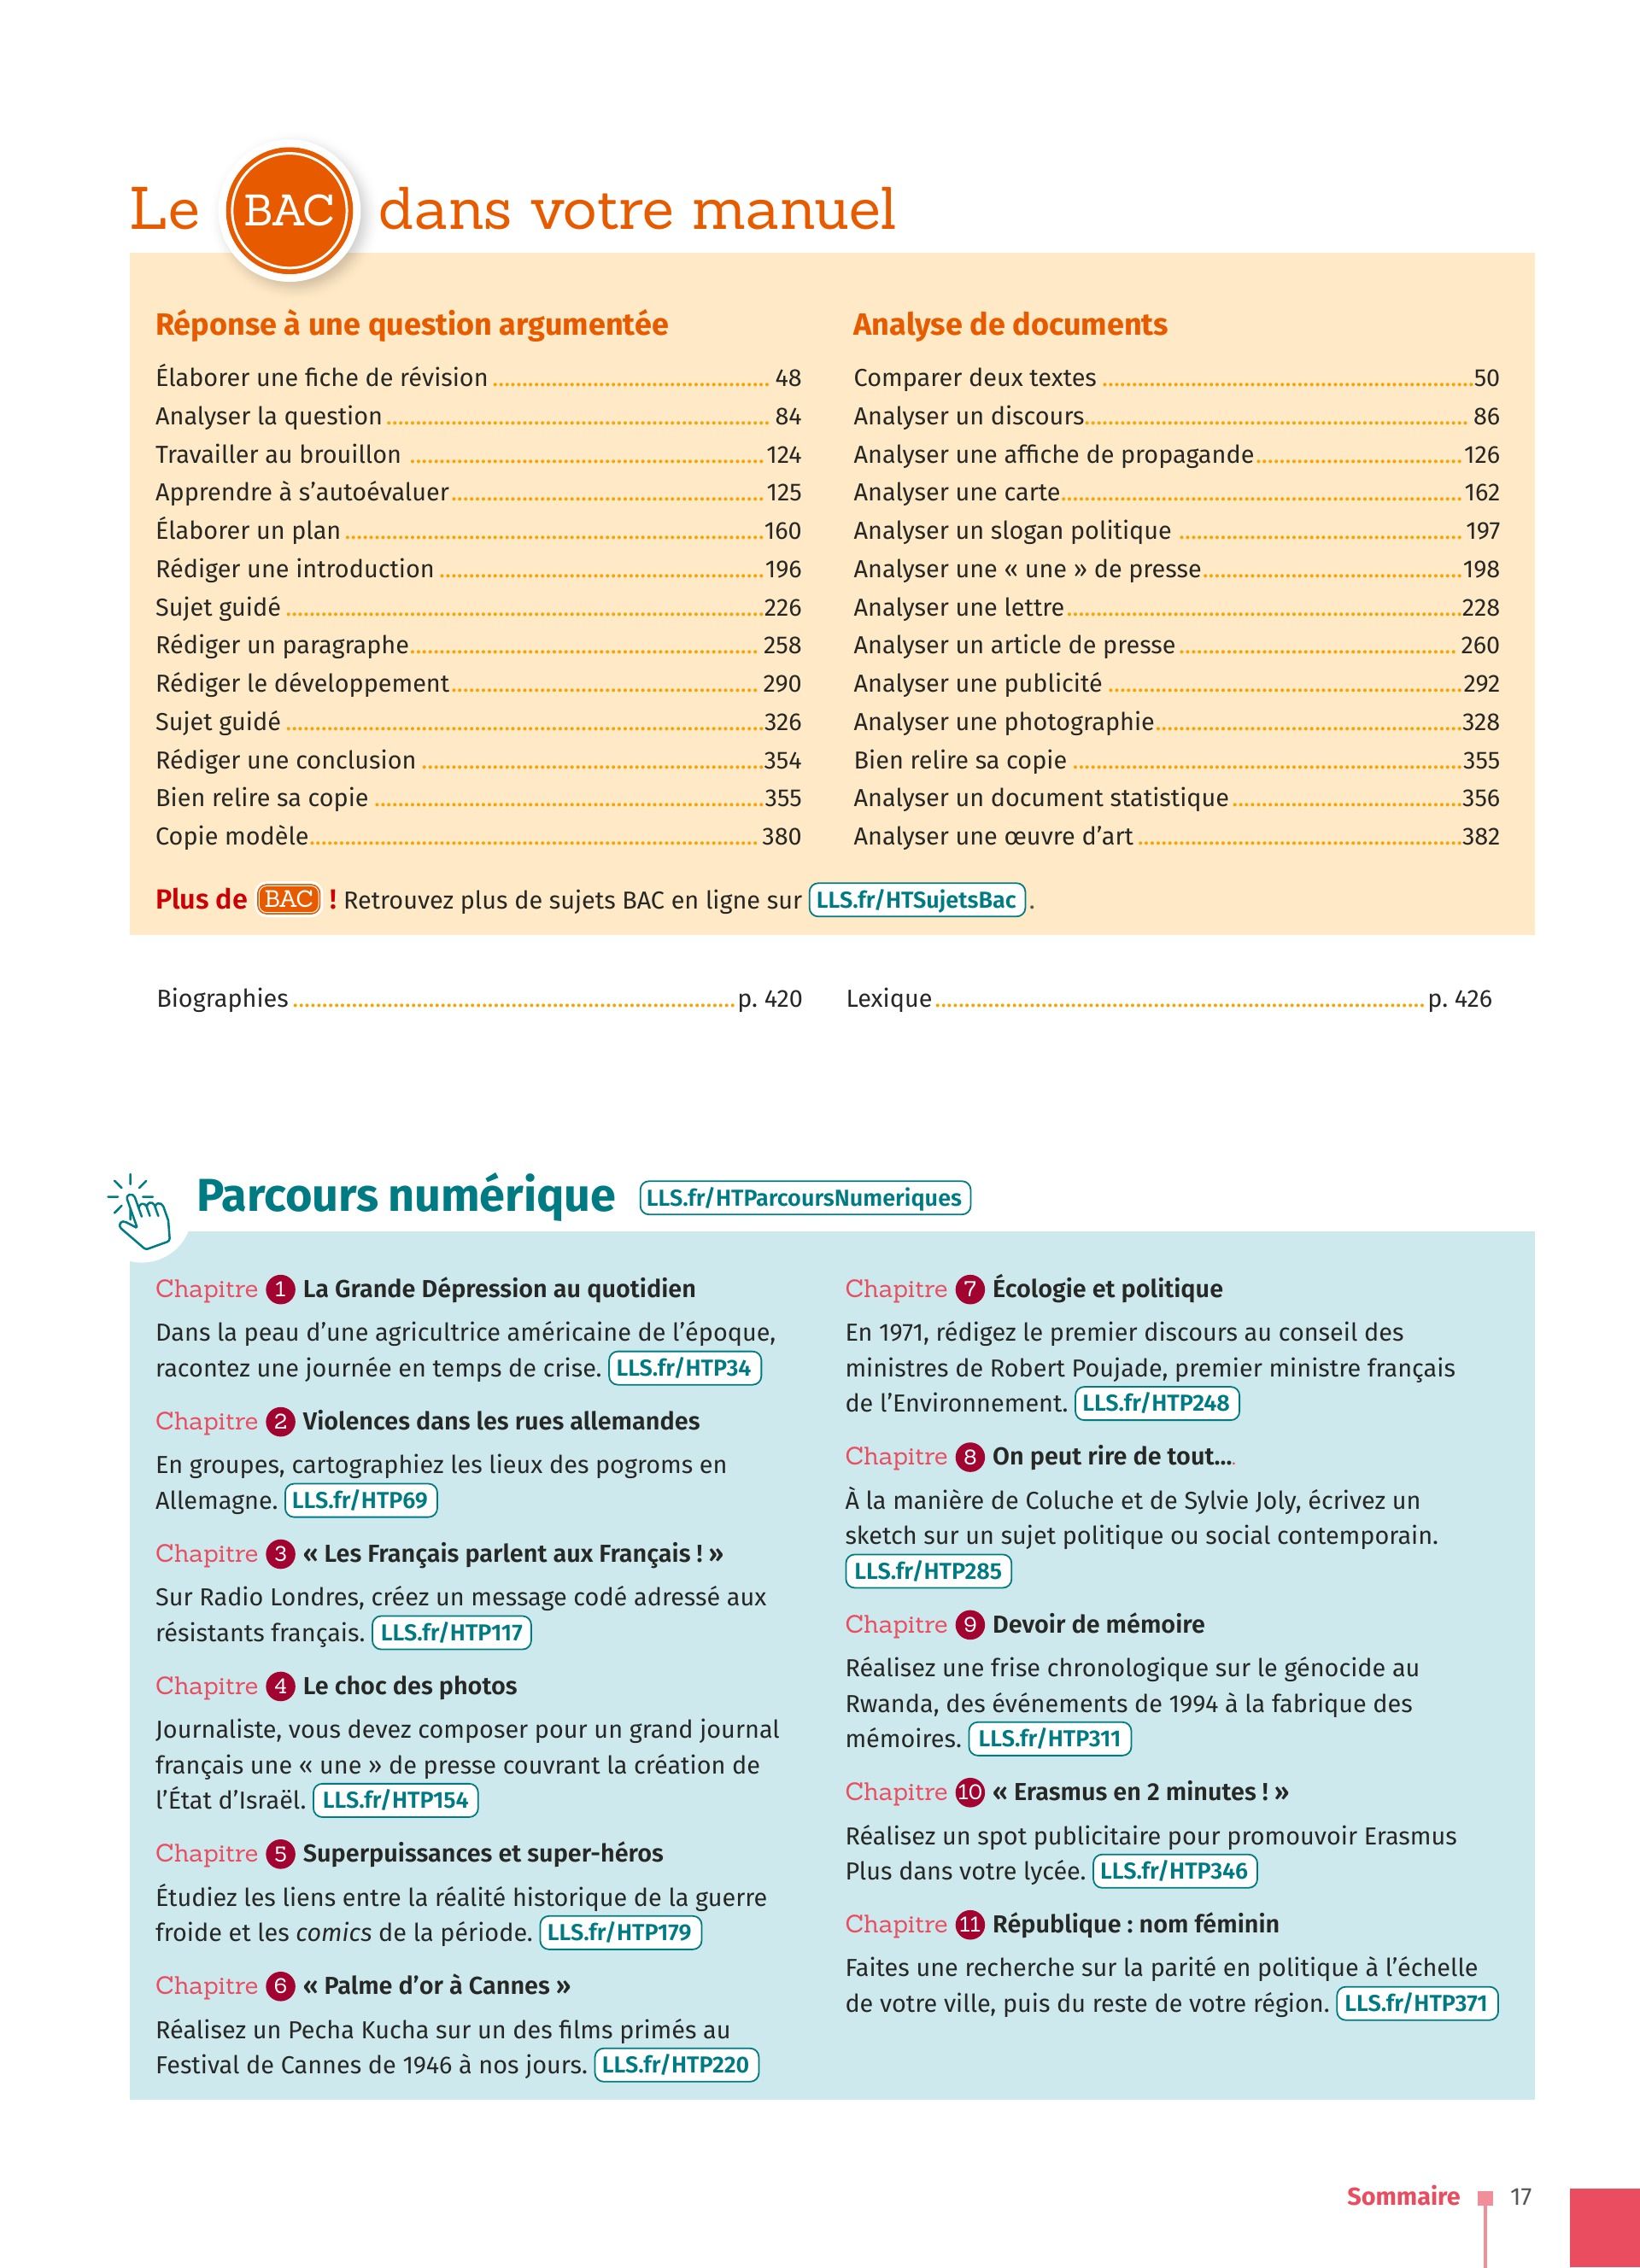 Le BAC dans votre manuel
Réponse à une question argumentée
Élaborer une fiche de révision 48
Analyser la question 84
Travailler au brouillon 124
Apprendre à s’autoévaluer 125
Élaborer un plan 160
Rédiger une introduction 196
Sujet guidé 226
Rédiger un paragraphe 258
Rédiger le développement 290
Sujet guidé 326
Rédiger une conclusion 354
Bien relire sa copie 355
Copie modèle 380
Analyse de documents
Comparer deux textes 50
Analyser un discours 86
Analyser une affiche de propagande 126
Analyser une carte 162
Analyser un slogan politique 197
Analyser une « une » de presse 198
Analyser une lettre 228
Analyser un article de presse 260
Analyser une publicité 292
Analyser une photographie 328
Bien relire sa copie 355
Analyser un document statistique 356
Analyser une œuvre d’art 382
Plus de BAC ! Retrouvez plus de sujets BAC en ligne sur LLS.fr/HTSujetsBac .
Biographies p. 420
Lexique p. 426
Parcours numérique LLS.fr/HTParcoursNumeriques
Chapitre 1 La Grande Dépression au quotidien
Dans la peau d’une agricultrice américaine de l’époque,
racontez une journée en temps de crise. LLS.fr/HTP34
Chapitre 2 Violences dans les rues allemandes
En groupes, cartographiez les lieux des pogroms en
Allemagne. LLS.fr/HTP69
Chapitre 3 « Les Français parlent aux Français ! »
Sur Radio Londres, créez un message codé adressé aux
résistants français. LLS.fr/HTP117
Chapitre 4 Le choc des photos
Journaliste, vous devez composer pour un grand journal
français une « une » de presse couvrant la création de
l’État d’Israël. LLS.fr/HTP154
Chapitre 5 Superpuissances et super-héros
Étudiez les liens entre la réalité historique de la guerre
froide et les comics de la période. LLS.fr/HTP179
Chapitre 6 « Palme d’or à Cannes »
Réalisez un Pecha Kucha sur un des films primés au
Festival de Cannes de 1946 à nos jours. LLS.fr/HTP220
Chapitre 7 Écologie et politique
En 1971, rédigez le premier discours au conseil des
ministres de Robert Poujade, premier ministre français
de l’Environnement. LLS.fr/HTP248
Chapitre 8 On peut rire de tout….
À la manière de Coluche et de Sylvie Joly, écrivez un
sketch sur un sujet politique ou social contemporain.
LLS.fr/HTP285
Chapitre 9 Devoir de mémoire
Réalisez une frise chronologique sur le génocide au
Rwanda, des événements de 1994 à la fabrique des
mémoires. LLS.fr/HTP311
Chapitre 10 « Erasmus en 2 minutes ! »
Réalisez un spot publicitaire pour promouvoir Erasmus
Plus dans votre lycée. LLS.fr/HTP346
Chapitre 11 République : nom féminin
Faites une recherche sur la parité en politique à l’échelle
de votre ville, puis du reste de votre région. LLS.fr/HTP371
Sommaire 17